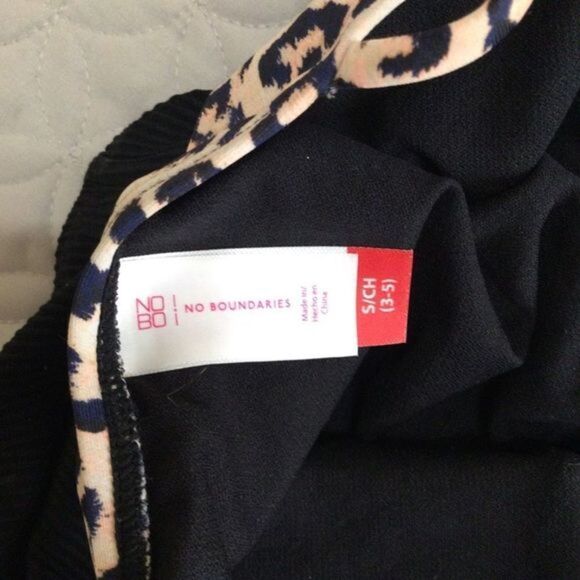 NO
BO
NO BOUNDARIES
Made in/
Hecho en
China
S/CH
(3-5)